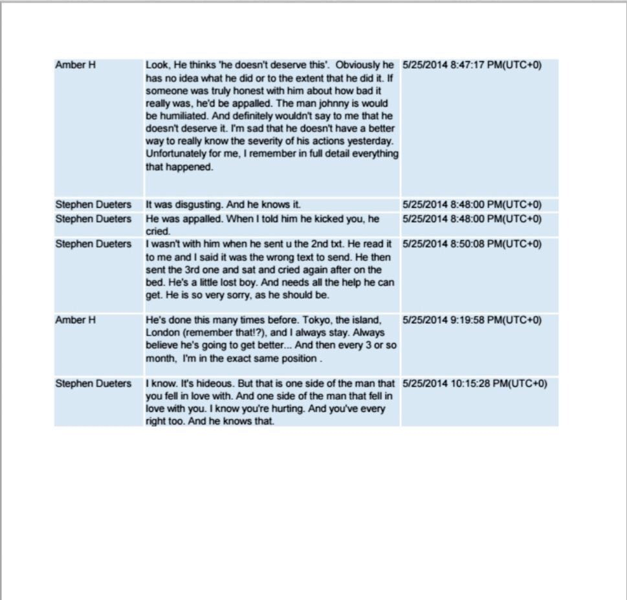 Amber H Look, He thinks 'he doesn't deserve this'. Obviously he 5/25/2014 8:47:17 PM(UTC+0)
has no idea what he did or to the extent that he did it. If
someone was truly honest with him about how bad it
really was, he'd be appalled. The man johnny is would
be humiliated. And definitely wouldn't say to me that he
doesn't deserve it. I'm sad that he doesn't have a better
way to really know the severity of his actions yesterday.
Unfortunately for me, I remember in full detail everything
that happened.
Stephen Dueters It was disgusting. And he knows it. 5/25/2014 8:48:00 PM(UTC+0)
Stephen Dueters He was appalled. When I told him he kicked you, he 5/25/2014 8:48:00 PM(UTC+0)
cried.
Stephen Dueters I wasn't with him when he sent u the 2nd txt. He read it 5/25/2014 8:50:08 PM(UTC+0)
to me and I said it was the wrong text to send. He then
sent the 3rd one and sat and cried again after on the
bed. He's a little lost boy. And needs all the help he can
get. He is so very sorry, as he should be.
Amber H He's done this many times before. Tokyo, the island, 5/25/2014 9:19:58 PM(UTC+0)
London (remember that!?), and I always stay. Always
believe he's going to get better... And then every 3 or so
month, I'm in the exact same position .
Stephen Dueters I know. It's hideous. But that is one side of the man that 5/25/2014 10:15:28 PM(UTC+0)
you fell in love with. And one side of the man that fell in
love with you. I know you're hurting. And you've every
right too. And he knows that.